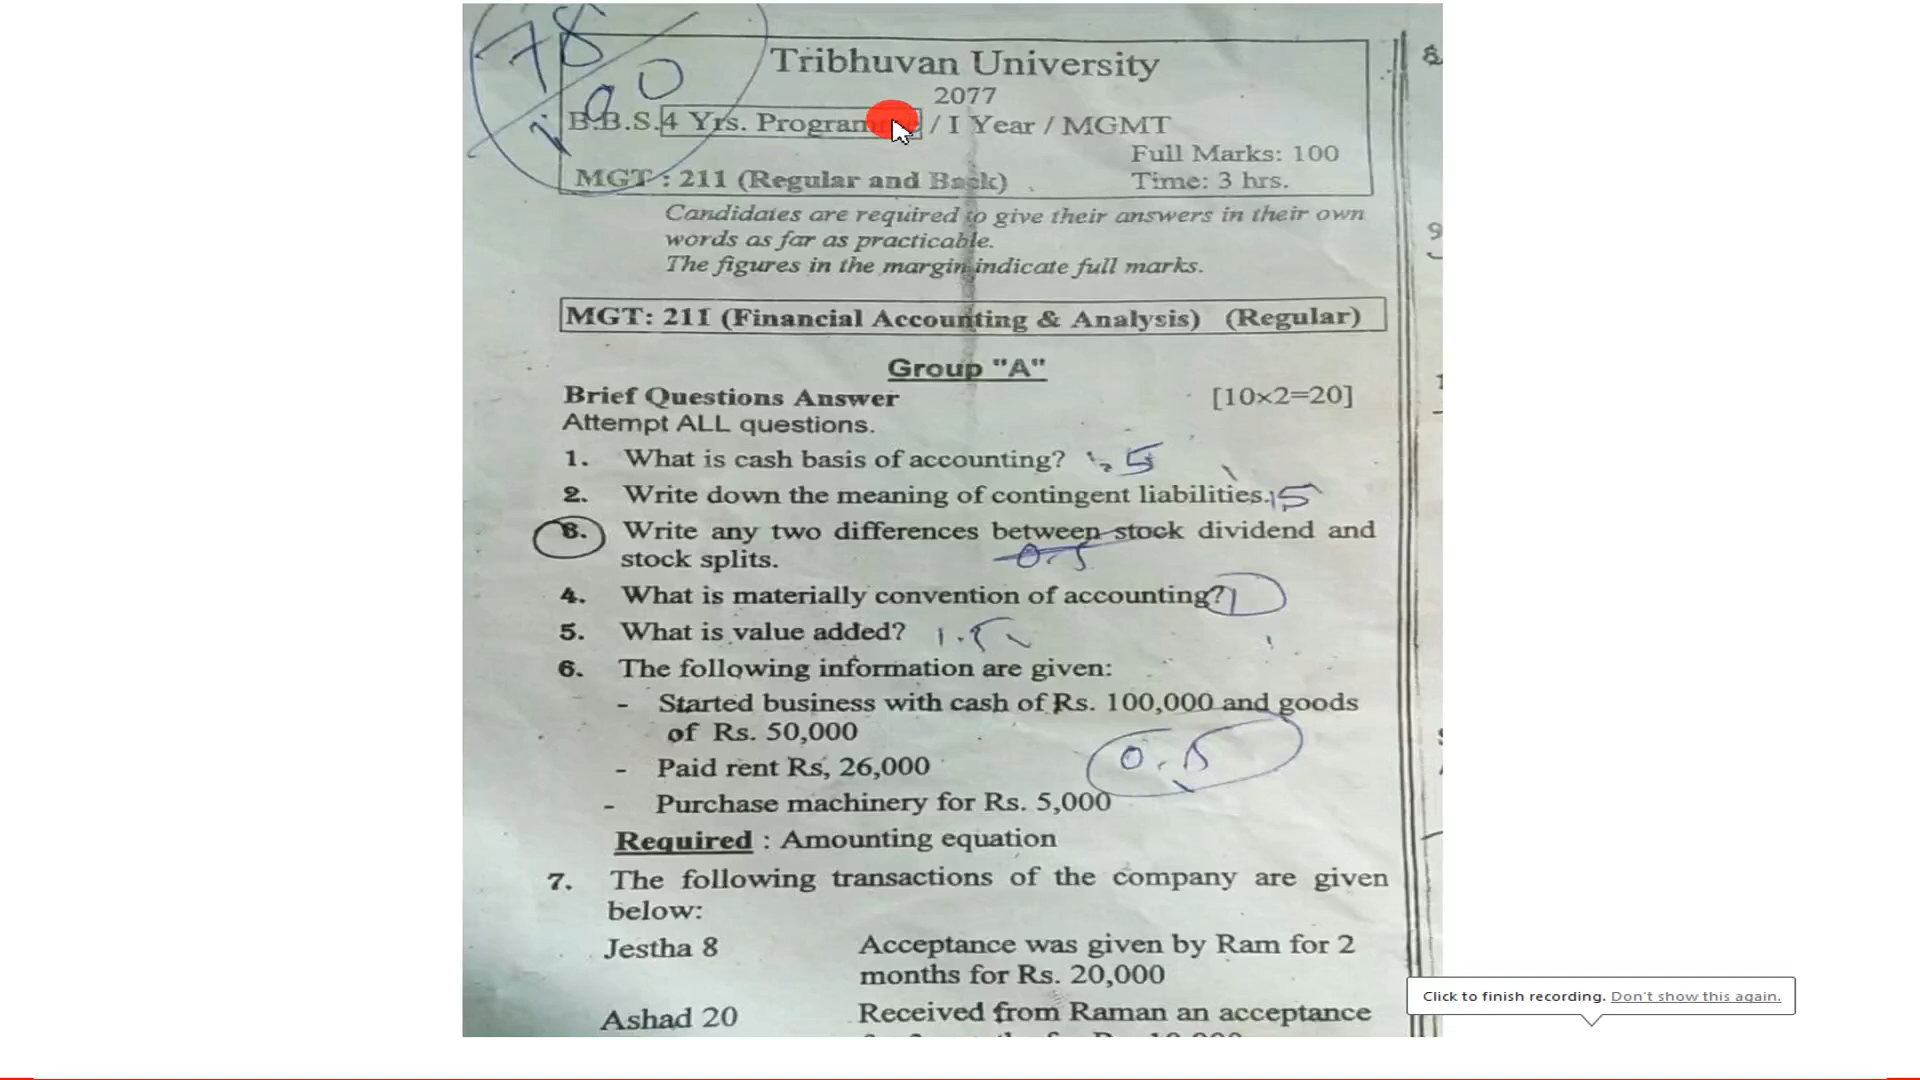 78
100
Tribhuvan University
2077
B.B.S. 4 Yrs. Programme / I Year / MGMT
Full Marks: 100
MGT : 211 (Regular and Back)
Time: 3 hrs.
Candidates are required to give their answers in their own
words as far as practicable.
The figures in the margin indicate full marks.
MGT: 211 (Financial Accounting & Analysis) (Regular)
Group "A"
Brief Questions Answer [10×2=20]
Attempt ALL questions.
1. What is cash basis of accounting? 1.5
2. Write down the meaning of contingent liabilities. 1.5
3. Write any two differences between stock dividend and
stock splits. 0.5
4. What is materially convention of accounting? 1
5. What is value added? 1.5
6. The following information are given:
- Started business with cash of Rs. 100,000 and goods
of Rs. 50,000
0.5
- Paid rent Rs, 26,000
- Purchase machinery for Rs. 5,000
Required : Amounting equation
7. The following transactions of the company are given
below:
Jestha 8 Acceptance was given by Ram for 2
months for Rs. 20,000
Ashad 20 Received from Raman an acceptance
Click to finish recording. Don't show this again.